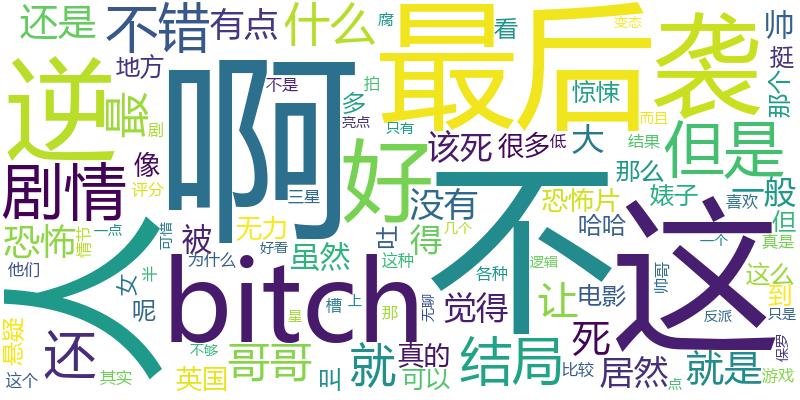 还是
不错
有点
什么
腐
最后
看
变态
帅
挺
逆
地方
最
剧
啊
不是
多
拍
亮点
只有
袭
惊悚
而且
那个
像
评分
三星
好
该死
很多
低
大
结果
但是
剧情
没有
恐怖片
那么
婊子
喜欢
一般
人
恐怖
情节
一点
可惜
被
无力
好看
虽然
吐
得
这种
几个
不
哈哈
一个
但
真是
他们
女
半
呢
为什么
bitch
槽
上
那
无聊
觉得
各种
逻辑
让
电影
帅哥
这
这么
到
反派
只是
悬疑
还
这个
其实
不够
哥哥
星
英国
叫
就
真的
可以
结局
比较
死
居然
点
就是
保罗
游戏